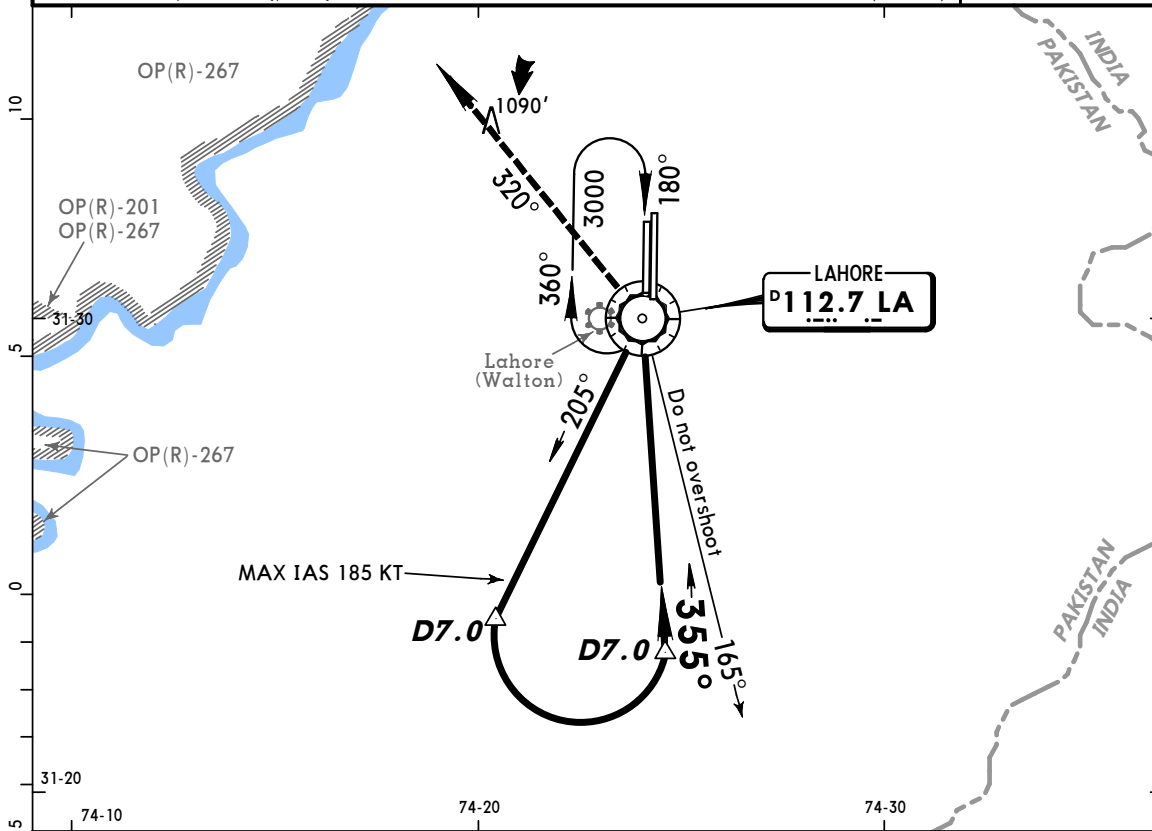 OP(R)-267
INDIA
PAKISTAN
10
1090'
320°
3000
180°
OP(R)-201
OP(R)-267
360°
LAHORE
D112.7 LA
31-30
5
Lahore
(Walton)
205°
Do not overshoot
OP(R)-267
MAX IAS 185 KT
0
PAKISTAN
INDIA
D7.0
D7.0
355°
165°
31-20
74-10
74-20
74-30
5